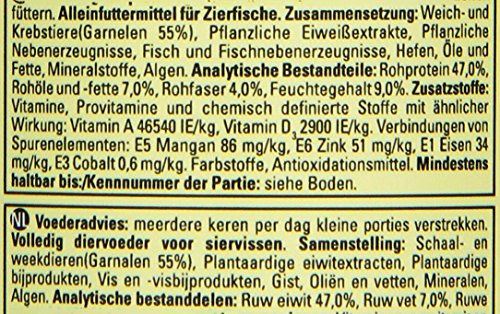 füttern. Alleinfuttermittel für Zierfische. Zusammensetzung: Weich- und
Krebstiere(Garnelen 55%), Pflanzliche Eiweißextrakte, Pflanzliche
Nebenerzeugnisse, Fisch und Fischnebenerzeugnisse, Hefen, Öle und
Fette, Mineralstoffe, Algen. Analytische Bestandteile: Rohprotein 47,0%,
Rohöle und -fette 7,0%, Rohfaser 4,0%, Feuchtegehalt 9,0%. Zusatzstoffe:
Vitamine, Provitamine und chemisch definierte Stoffe mit ähnlicher
Wirkung: Vitamin A 46540 IE/kg, Vitamin D3 2900 IE/kg. Verbindungen von
Spurenelementen: E5 Mangan 86 mg/kg, E6 Zink 51 mg/kg, E1 Eisen 34
mg/kg, E3 Cobalt 0,6 mg/kg. Farbstoffe, Antioxidationsmittel. Mindestens
haltbar bis:/Kennnummer der Partie: siehe Boden.
NL Voederadvies: meerdere keren per dag kleine porties verstrekken.
Volledig diervoeder voor siervissen. Samenstelling: Schaal- en
weekdieren(Garnalen 55%), Plantaardige eiwitextracten, Plantaardige
bijproducten, Vis en -visbijproducten, Gist, Oliën en vetten, Mineralen,
Algen. Analytische bestanddelen: Ruw eiwit 47,0%, Ruw vet 7,0%, Ruwe